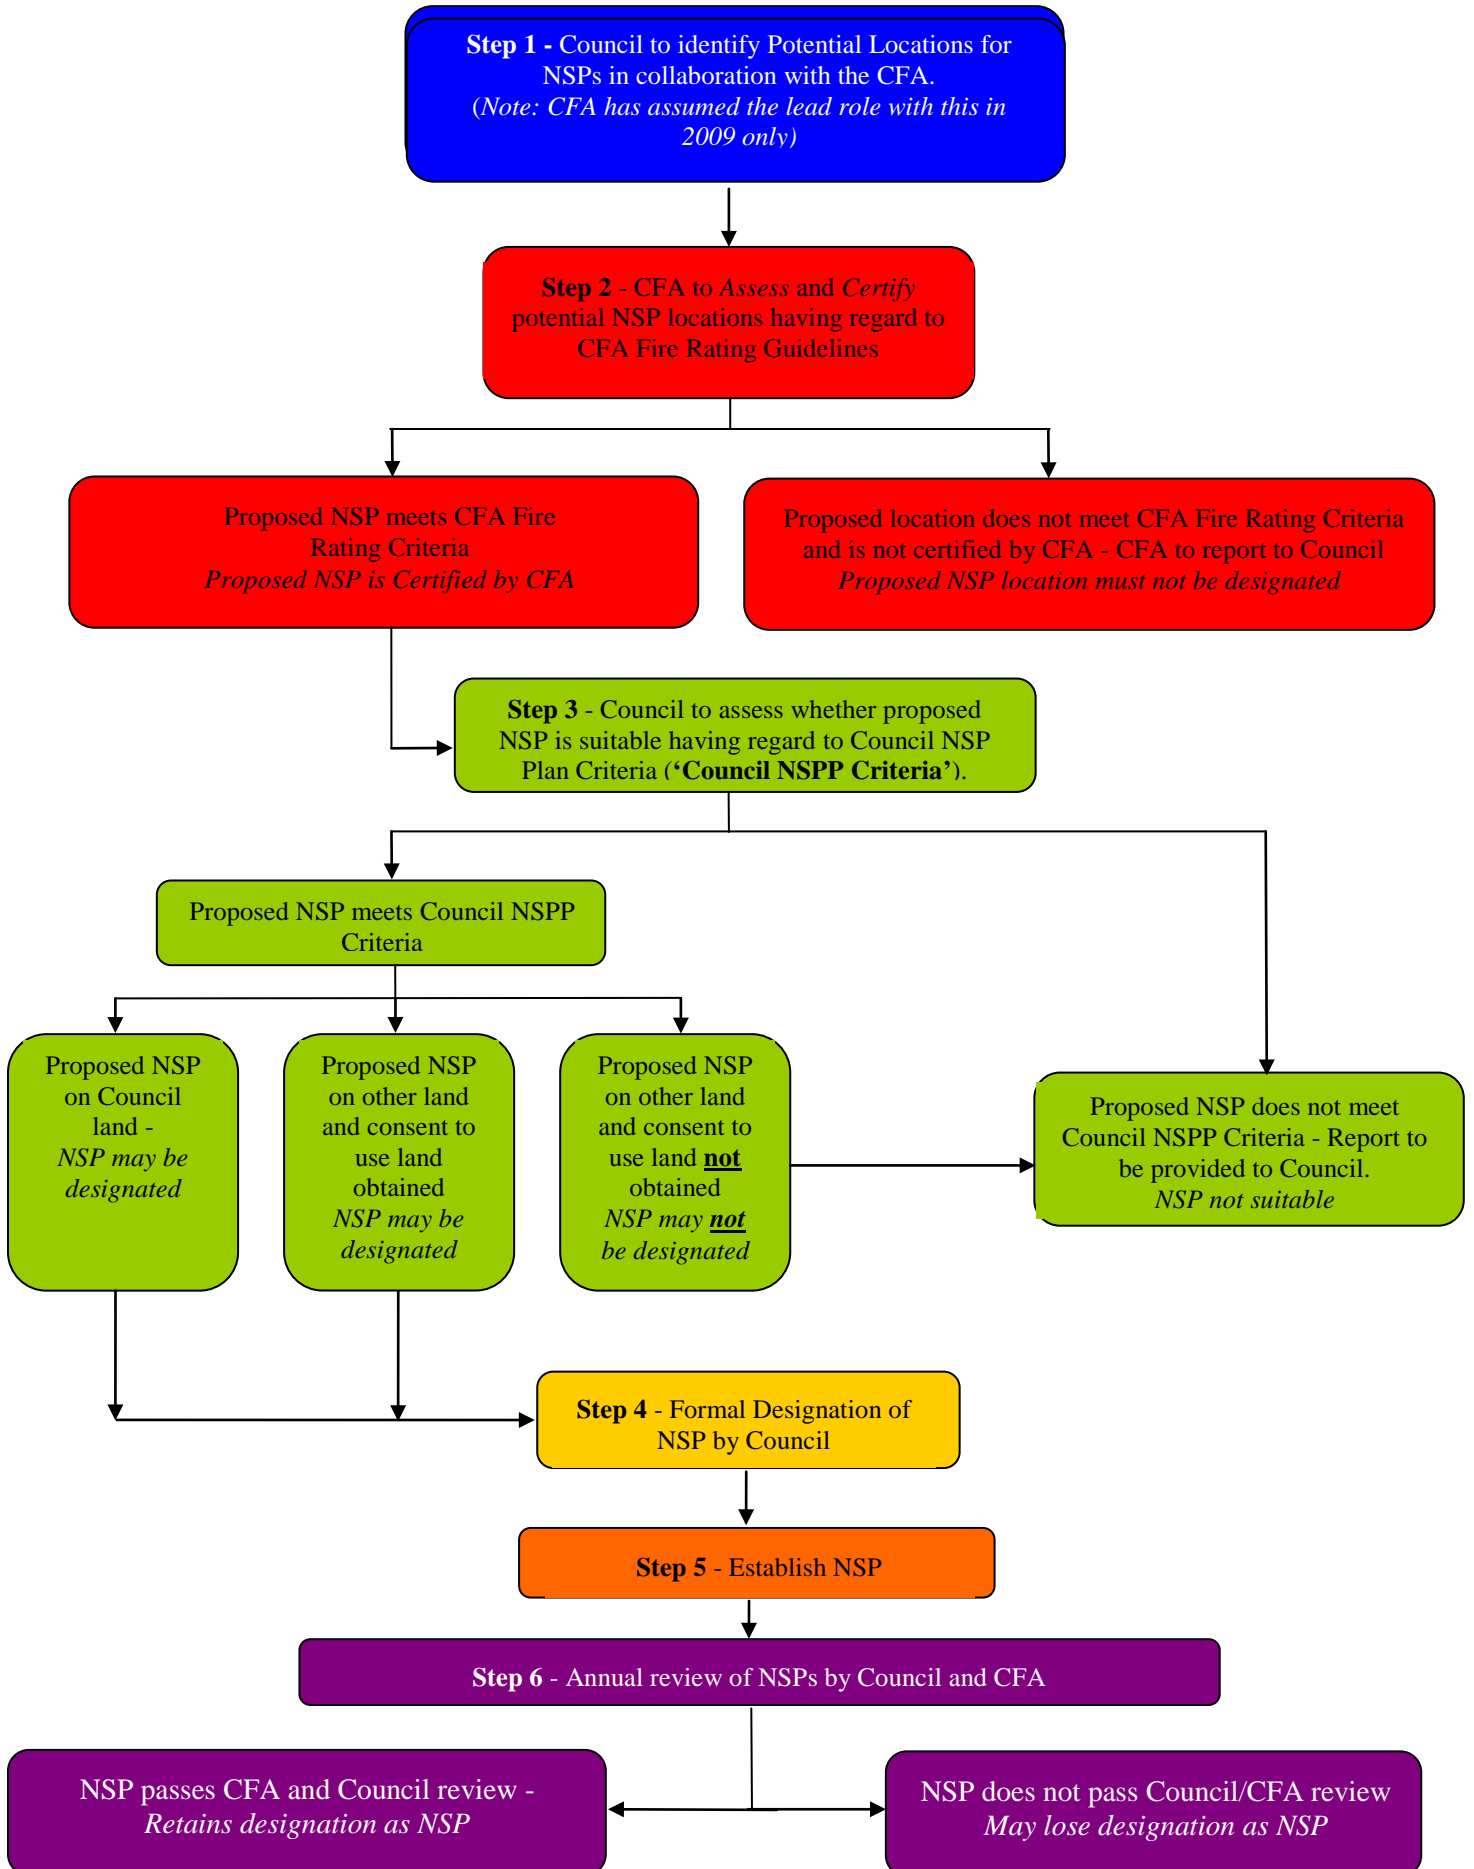 Step 1 - Council to identify Potential Locations for
NSPs in collaboration with the CFA.
(Note: CFA has assumed the lead role with this in
2009 only)
Step 2 - CFA to Assess and Certify
potential NSP locations having regard to
CFA Fire Rating Guidelines
Proposed NSP meets CFA Fire
Rating Criteria
Proposed NSP is Certified by CFA
Proposed location does not meet CFA Fire Rating Criteria
and is not certified by CFA - CFA to report to Council
Proposed NSP location must not be designated
Step 3 - Council to assess whether proposed
NSP is suitable having regard to Council NSP
Plan Criteria (‘Council NSPP Criteria’).
Proposed NSP meets Council NSPP
Criteria
Proposed NSP
on Council
land -
NSP may be
designated
Proposed NSP
on other land
and consent to
use land
obtained
NSP may be
designated
Proposed NSP
on other land
and consent to
use land not
obtained
NSP may not
be designated
Proposed NSP does not meet
Council NSPP Criteria - Report to
be provided to Council.
NSP not suitable
Step 4 - Formal Designation of
NSP by Council
Step 5 - Establish NSP
Step 6 - Annual review of NSPs by Council and CFA
NSP passes CFA and Council review -
Retains designation as NSP
NSP does not pass Council/CFA review
May lose designation as NSP